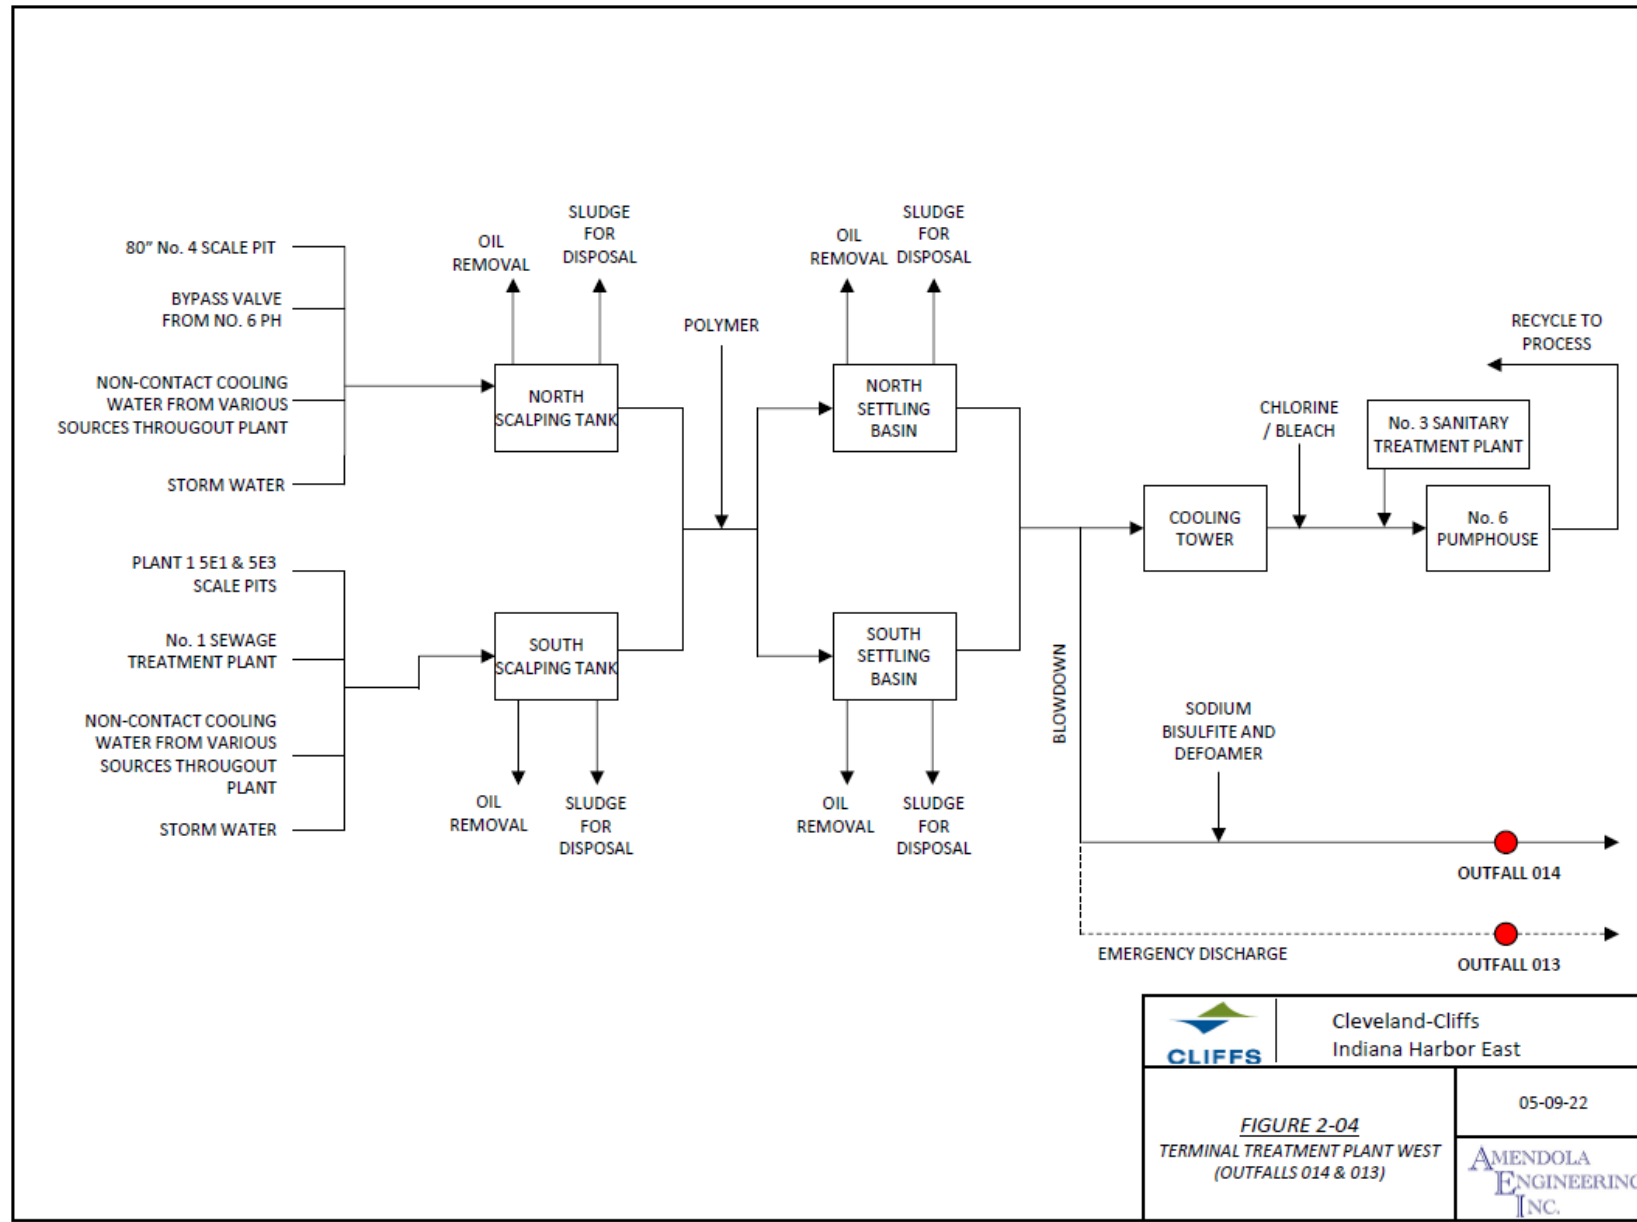 80" No. 4 SCALE PIT
BYPASS VALVE
FROM NO. 6 PH
NON-CONTACT COOLING
WATER FROM VARIOUS
SOURCES THROUGOUT PLANT
STORM WATER
PLANT 1 5E1 & 5E3
SCALE PITS
No. 1 SEWAGE
TREATMENT PLANT
NON-CONTACT COOLING
WATER FROM VARIOUS
SOURCES THROUGOUT
PLANT
STORM WATER
OIL
REMOVAL
SLUDGE
FOR
DISPOSAL
NORTH
SCALPING TANK
SOUTH
SCALPING TANK
OIL
REMOVAL
SLUDGE
FOR
DISPOSAL
POLYMER
OIL
REMOVAL
SLUDGE
FOR
DISPOSAL
NORTH
SETTLING
BASIN
SOUTH
SETTLING
BASIN
OIL
REMOVAL
SLUDGE
FOR
DISPOSAL
BLOWDOWN
COOLING
TOWER
CHLORINE
/ BLEACH
No. 3 SANITARY
TREATMENT PLANT
No. 6
PUMPHOUSE
RECYCLE TO
PROCESS
SODIUM
BISULFITE AND
DEFOAMER
OUTFALL 014
EMERGENCY DISCHARGE
OUTFALL 013
CLIFFS
Cleveland-Cliffs
Indiana Harbor East
FIGURE 2-04
TERMINAL TREATMENT PLANT WEST
(OUTFALLS 014 & 013)
05-09-22
AMENDOLA
ENGINEERING
INC.